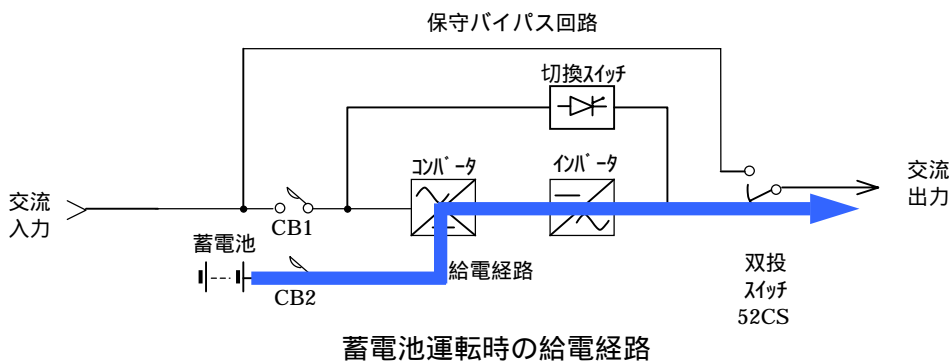 保守バイパス回路
切換ｽｲｯﾁ
ｺﾝﾊﾞｰﾀ
ｲﾝﾊﾞｰﾀ
交流
入力
交流
出力
CB1
蓄電池
給電経路
CB2
双投
ｽｲｯﾁ
52CS
蓄電池運転時の給電経路